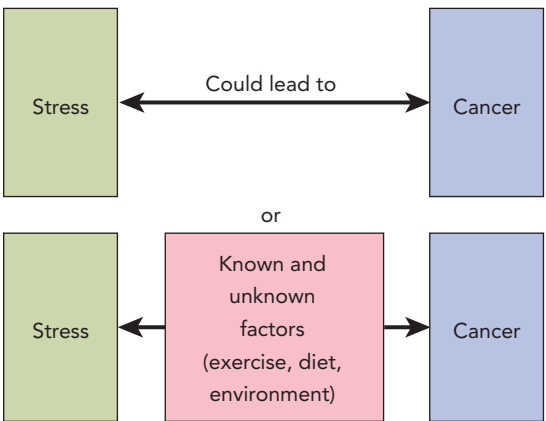 Stress
Could lead to
Cancer
or
Stress
Known and
unknown
factors
(exercise, diet,
environment)
Cancer